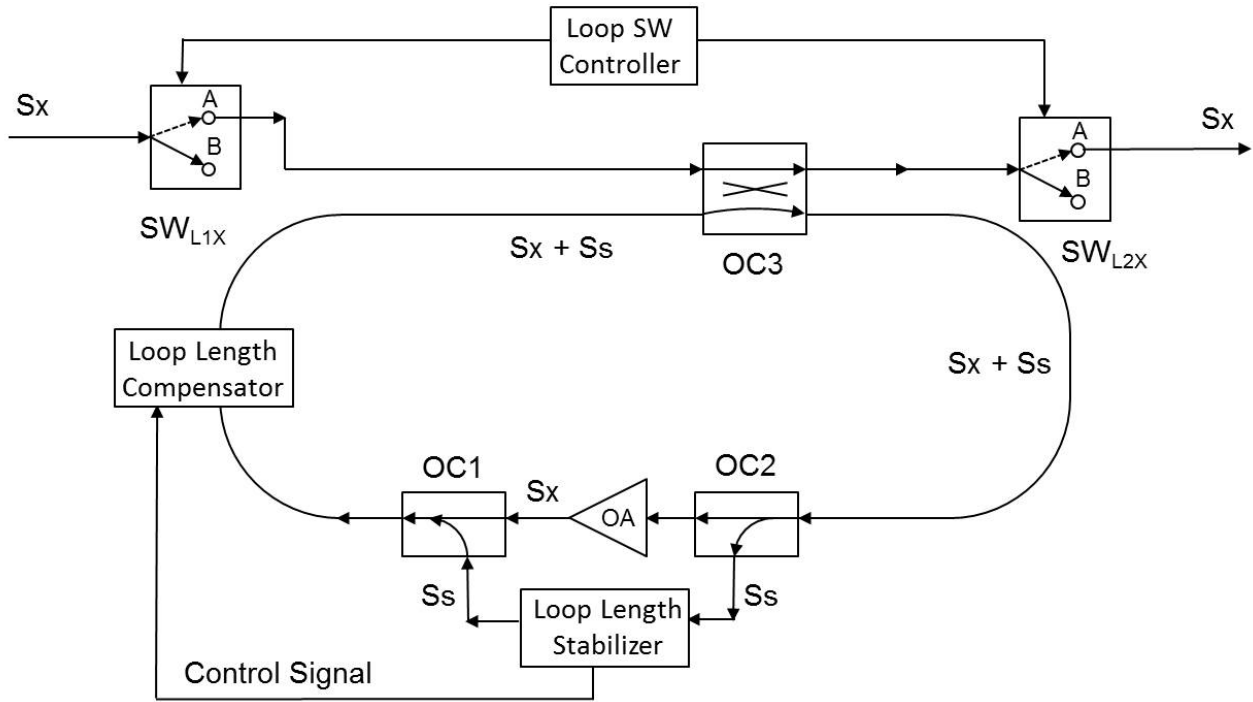 Loop SW
Controller
Sx
A
B
SWL1X
Sx
A
B
SWL2X
OC3
Sx + Ss
Loop Length
Compensator
Sx + Ss
OC1
Sx
OA
OC2
Ss
Loop Length
Stabilizer
Ss
Control Signal